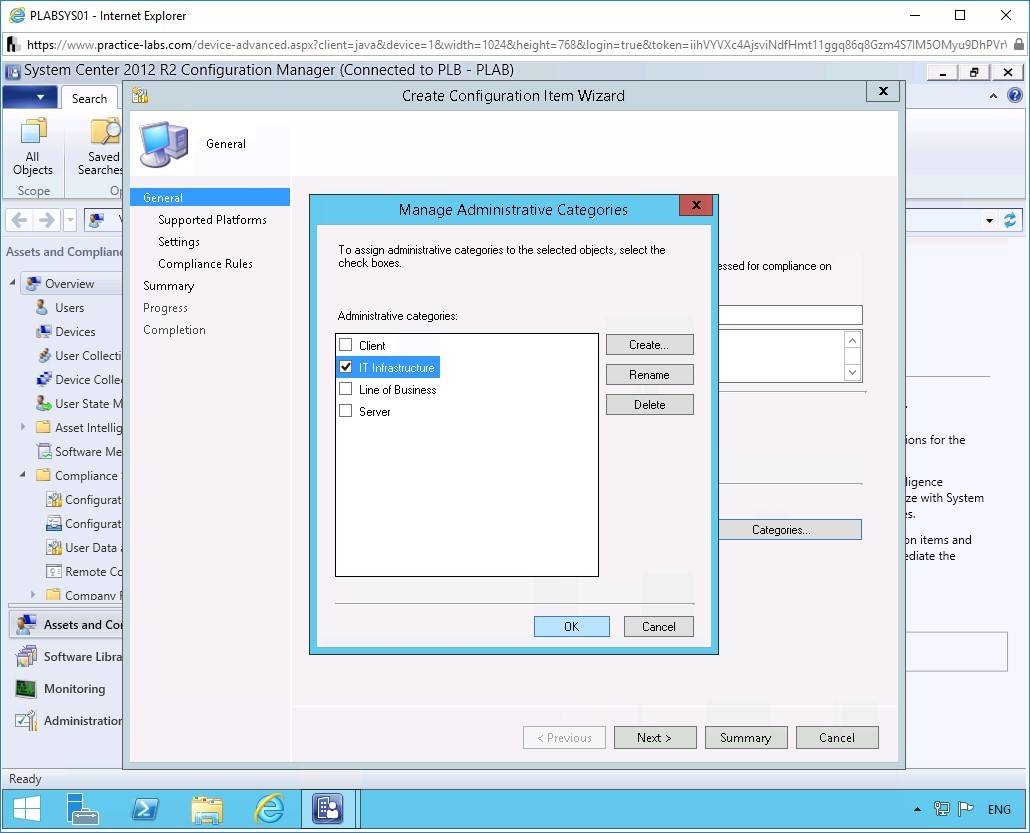 PLABSYS01 - Internet Explorer
https://www.practice-labs.com/device-advanced.aspx?client=java&device=1&width=1024&height=768&login=true&token=
System Center 2012 R2 Configuration Manager (Connected to PLB - PLAB)
Search
All
Objects
Saved
Searches
Scope
Assets and Complianc
Overview
Users
Devices
User Collecti
Device Colle
User State M
Asset Intellig
Software Me
Compliance
Configurat
Configurat
User Data
Remote Co
Company
Assets and Co
Software Libra
Monitoring
Administration
Ready
Create Configuration Item Wizard
X
General
General
Supported Platforms
Settings
Compliance Rules
Summary
Progress
Completion
essed for compliance on
Categories...
ions for the
lligence
ze with System
es.
on items and
ediate the
Manage Administrative Categories
X
To assign administrative categories to the selected objects, select the
check boxes.
Administrative categories:
Client
IT Infrastructure
Line of Business
Server
Create...
Rename
Delete
OK
Cancel
< Previous
Next >
Summary
Cancel
ENG